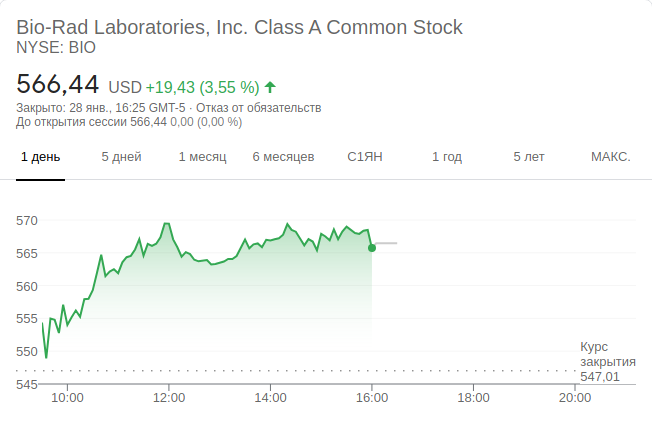 Bio-Rad Laboratories, Inc. Class A Common Stock
NYSE: BIO
566,44 USD +19,43 (3,55 %)
Закрыто: 28 янв., 16:25 GMT-5 · Отказ от обязательств
До открытия сессии 566,44 0,00 (0,00 %)
1 день 5 дней 1 месяц 6 месяцев С1ЯН 1 год 5 лет МАКС.
570
565
560
555
550
545
Курс
закрытия
547,01
10:00 12:00 14:00 16:00 18:00 20:00